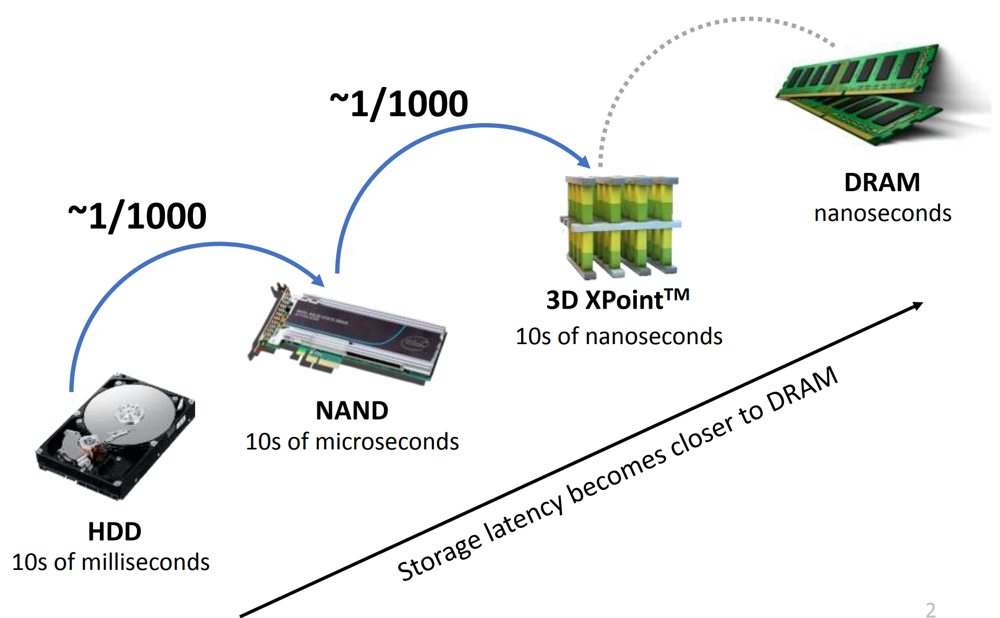 ~1/1000
~1/1000
DRAM
nanoseconds
3D XPoint™
10s of nanoseconds
NAND
10s of microseconds
HDD
10s of milliseconds
Storage latency becomes closer to DRAM
2